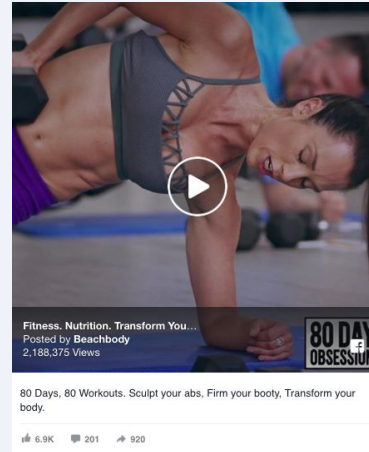 Fitness. Nutrition. Transform You...
Posted by Beachbody
2,188,375 Views
80 DAY
OBSESSION
80 Days, 80 Workouts. Sculpt your abs, Firm your booty, Transform your
body.
6.9K 201 920